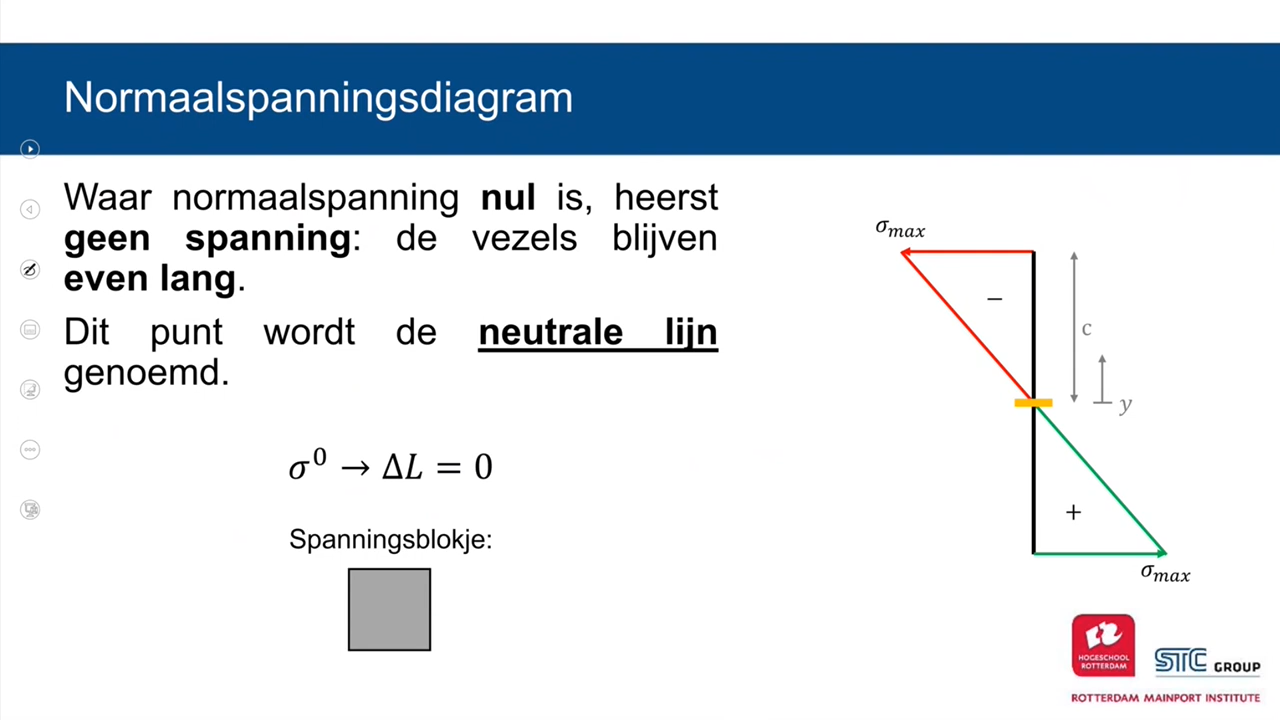 Normaalspanningsdiagram
Waar normaalspanning nul is, heerst
geen spanning: de vezels blijven
even lang.
Dit punt wordt de neutrale lijn
genoemd.
σ⁰ → ΔL = 0
Spanningsblokje:
σmax
−
c
y
+
σmax
HOGESCHOOL
ROTTERDAM
STC GROUP
ROTTERDAM MAINPORT INSTITUTE